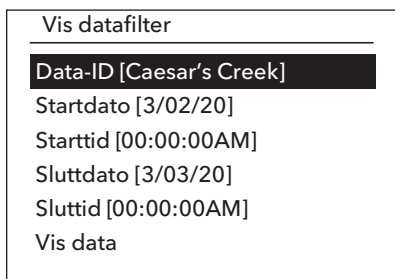 Vis datafilter
Data-ID [Caesar’s Creek]
Startdato [3/02/20]
Starttid [00:00:00AM]
Sluttdato [3/03/20]
Sluttid [00:00:00AM]
Vis data